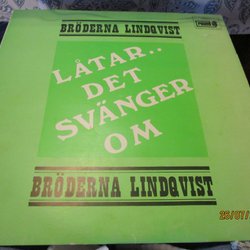 BRÖDERNA LINDQVIST
LÅTAR..
DET
SVÄNGER
OM
BRÖDERNA LINDQVIST